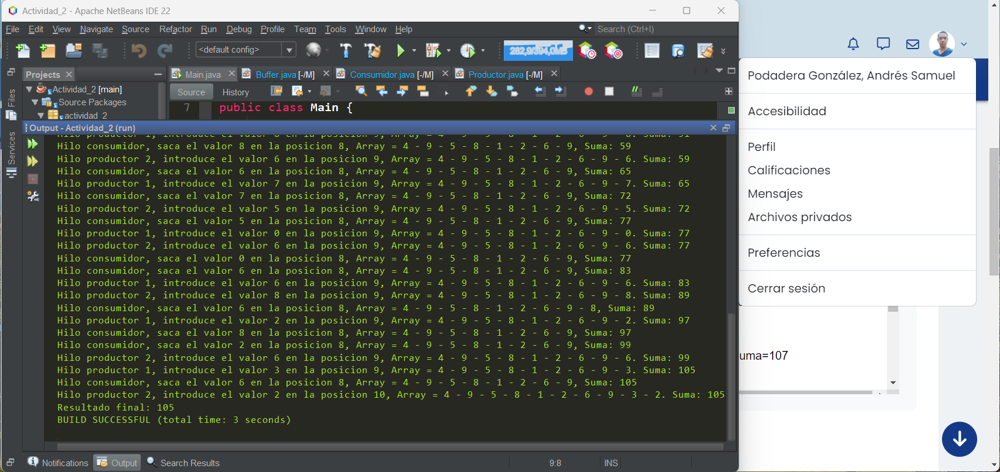 Actividad_2 - Apache NetBeans IDE 22
File Edit View Navigate Source Refactor Run Debug Profile Team Tools Window Help
Search (Ctrl+I)
<default config>
282,9/394,0MB
Projects
Main.java
Buffer.java [-/M]
Consumidor.java [-/M]
Productor.java [-/M]
Files
Services
Actividad_2 [main]
Source Packages
actividad_2
Source
History
7 public class Main {
Output - Actividad_2 (run)
Hilo productor 1, introduce el valor 8 en la posicion 9, Array = 4 - 9 - 5 - 8 - 1 - 2 - 6 - 9 - 8. Suma: 51
Hilo consumidor, saca el valor 8 en la posicion 8, Array = 4 - 9 - 5 - 8 - 1 - 2 - 6 - 9, Suma: 59
Hilo productor 2, introduce el valor 6 en la posicion 9, Array = 4 - 9 - 5 - 8 - 1 - 2 - 6 - 9 - 6. Suma: 59
Hilo consumidor, saca el valor 6 en la posicion 8, Array = 4 - 9 - 5 - 8 - 1 - 2 - 6 - 9, Suma: 65
Hilo productor 1, introduce el valor 7 en la posicion 9, Array = 4 - 9 - 5 - 8 - 1 - 2 - 6 - 9 - 7. Suma: 65
Hilo consumidor, saca el valor 7 en la posicion 8, Array = 4 - 9 - 5 - 8 - 1 - 2 - 6 - 9, Suma: 72
Hilo productor 2, introduce el valor 5 en la posicion 9, Array = 4 - 9 - 5 - 8 - 1 - 2 - 6 - 9 - 5. Suma: 72
Hilo consumidor, saca el valor 5 en la posicion 8, Array = 4 - 9 - 5 - 8 - 1 - 2 - 6 - 9, Suma: 77
Hilo productor 1, introduce el valor 0 en la posicion 9, Array = 4 - 9 - 5 - 8 - 1 - 2 - 6 - 9 - 0. Suma: 77
Hilo productor 2, introduce el valor 6 en la posicion 9, Array = 4 - 9 - 5 - 8 - 1 - 2 - 6 - 9 - 6. Suma: 77
Hilo consumidor, saca el valor 0 en la posicion 8, Array = 4 - 9 - 5 - 8 - 1 - 2 - 6 - 9, Suma: 77
Hilo consumidor, saca el valor 6 en la posicion 8, Array = 4 - 9 - 5 - 8 - 1 - 2 - 6 - 9, Suma: 83
Hilo productor 1, introduce el valor 6 en la posicion 9, Array = 4 - 9 - 5 - 8 - 1 - 2 - 6 - 9 - 6. Suma: 83
Hilo productor 2, introduce el valor 8 en la posicion 9, Array = 4 - 9 - 5 - 8 - 1 - 2 - 6 - 9 - 8. Suma: 89
Hilo consumidor, saca el valor 6 en la posicion 8, Array = 4 - 9 - 5 - 8 - 1 - 2 - 6 - 9 - 8, Suma: 89
Hilo productor 1, introduce el valor 2 en la posicion 9, Array = 4 - 9 - 5 - 8 - 1 - 2 - 6 - 9 - 2. Suma: 97
Hilo consumidor, saca el valor 8 en la posicion 8, Array = 4 - 9 - 5 - 8 - 1 - 2 - 6 - 9, Suma: 97
Hilo consumidor, saca el valor 2 en la posicion 8, Array = 4 - 9 - 5 - 8 - 1 - 2 - 6 - 9, Suma: 99
Hilo productor 2, introduce el valor 6 en la posicion 9, Array = 4 - 9 - 5 - 8 - 1 - 2 - 6 - 9 - 6. Suma: 99
Hilo productor 1, introduce el valor 3 en la posicion 9, Array = 4 - 9 - 5 - 8 - 1 - 2 - 6 - 9 - 3. Suma: 105
Hilo consumidor, saca el valor 6 en la posicion 8, Array = 4 - 9 - 5 - 8 - 1 - 2 - 6 - 9, Suma: 105
Hilo productor 2, introduce el valor 2 en la posicion 10, Array = 4 - 9 - 5 - 8 - 1 - 2 - 6 - 9 - 3 - 2. Suma: 105
Resultado final: 105
BUILD SUCCESSFUL (total time: 3 seconds)
Notifications
Output
Search Results
9:8
INS
Podadera González, Andrés Samuel
Accesibilidad
Perfil
Calificaciones
Mensajes
Archivos privados
Preferencias
Cerrar sesión
uma=107